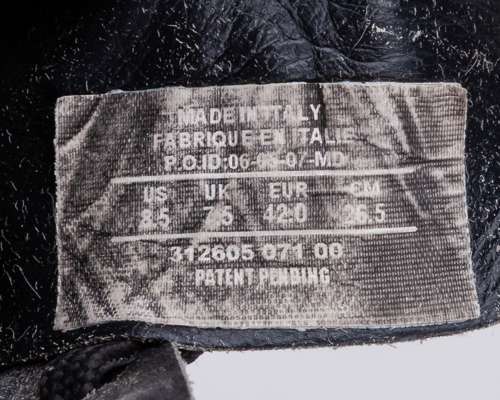 MADE IN ITALY
FABRIQUE EN ITALIE
P.O.ID:06-08-07-MD
US UK EUR CM
8.5 7.5 42.0 26.5
312605 071 00
PATENT PENDING